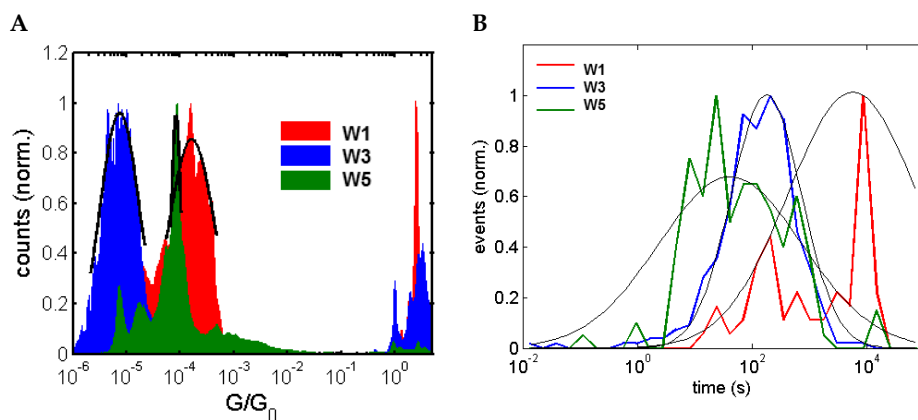 A
counts (norm.)
1.2
1
0.8
0.6
0.4
0.2
0
W1
W3
W5
10^-6
10^-5
10^-4
10^-3
10^-2
10^-1
10^0
G/G_0
B
events (norm.)
1
0.8
0.6
0.4
0.2
0
W1
W3
W5
10^-2
10^0
10^2
10^4
time (s)